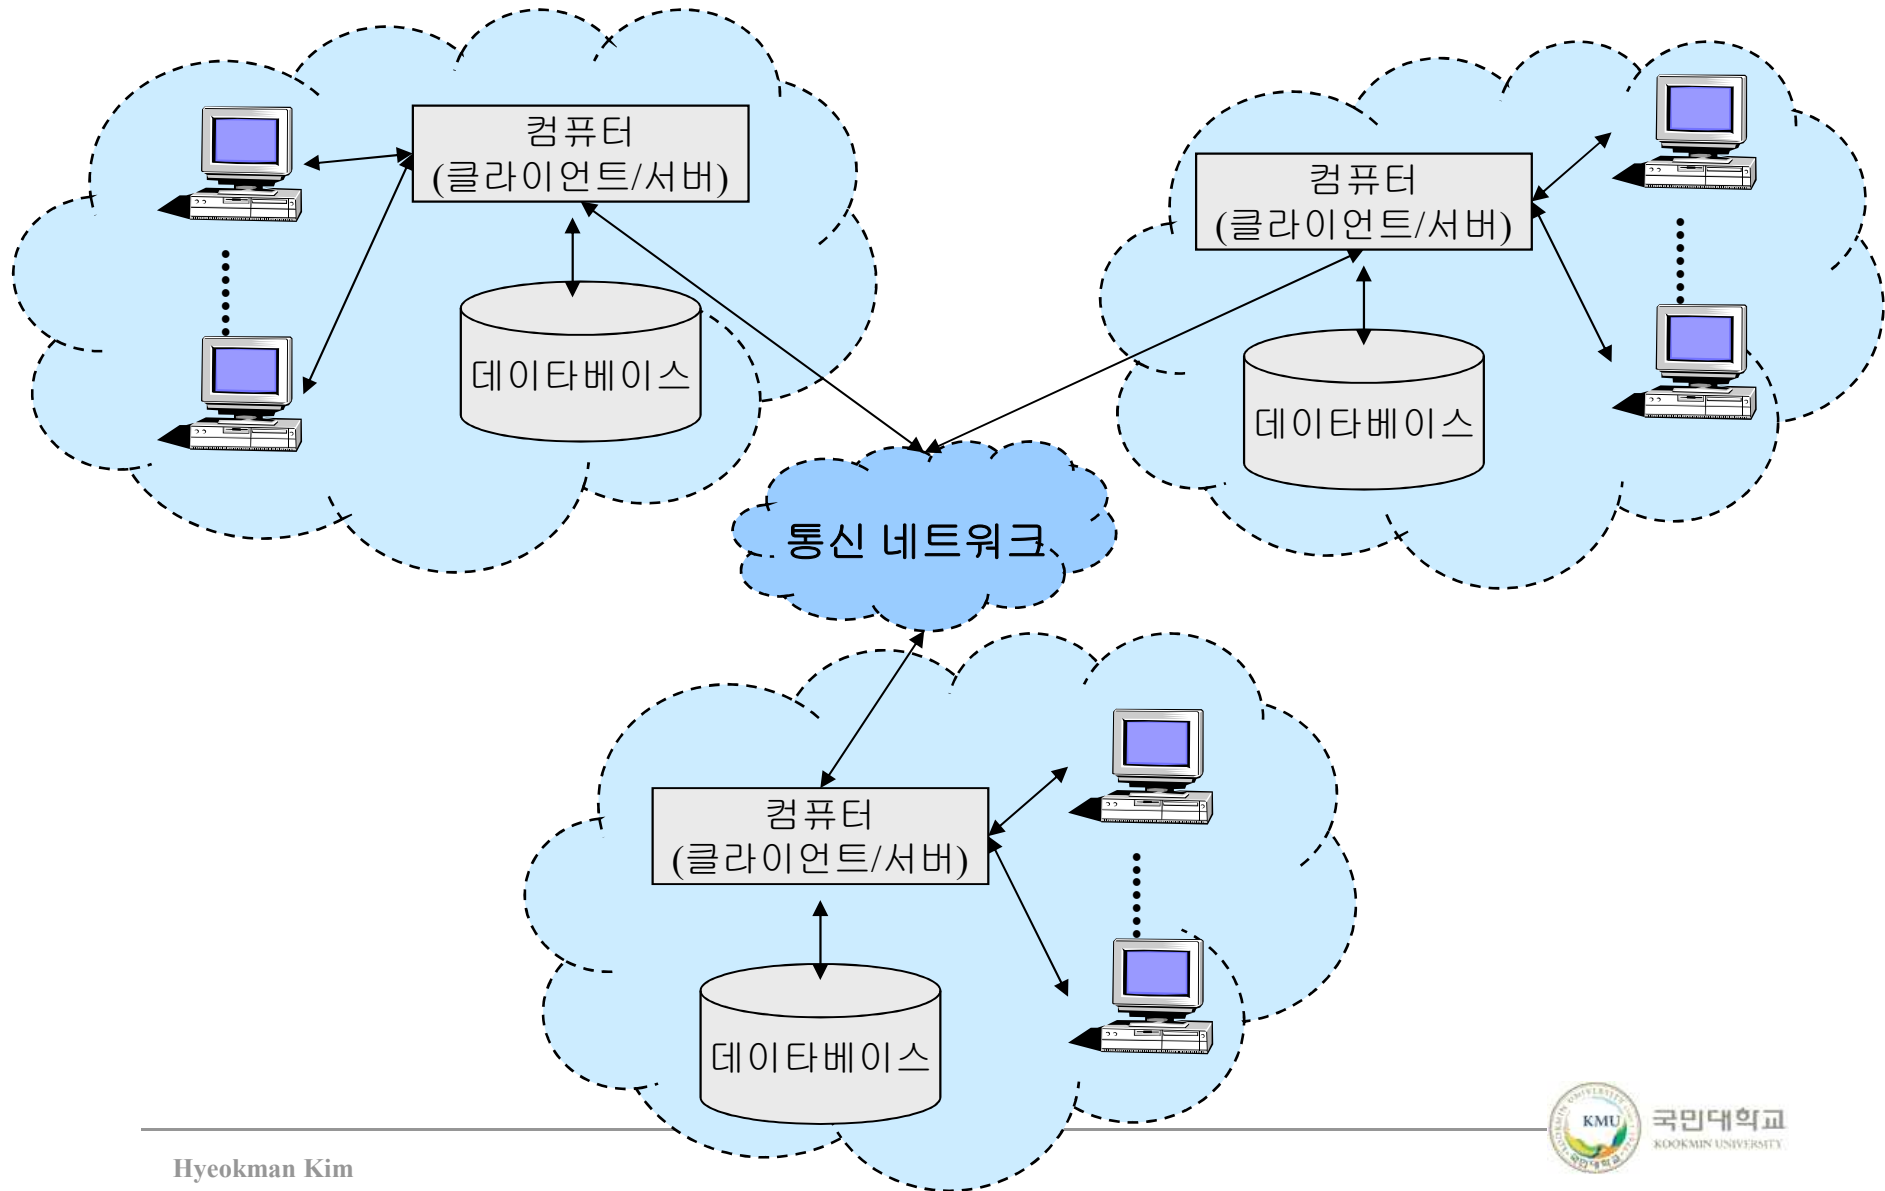 컴퓨터
(클라이언트/서버)
데이타베이스
컴퓨터
(클라이언트/서버)
데이타베이스
통신 네트워크
컴퓨터
(클라이언트/서버)
데이타베이스
Hyeokman Kim
KMU
국민대학교
KOOKMIN UNIVERSITY